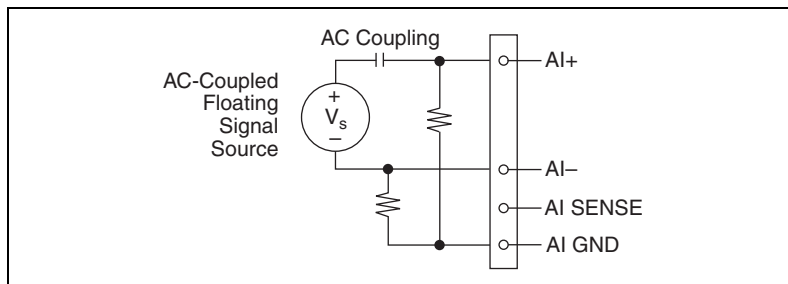 AC Coupling
AC-Coupled
Floating
Signal
Source
+
Vs
–
AI+
AI–
AI SENSE
AI GND